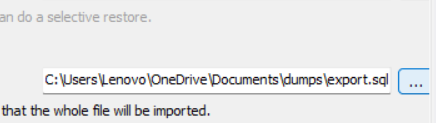 an do a selective restore.
C:\Users\Lenovo\OneDrive\Documents\dumps\export.sql
...
that the whole file will be imported.